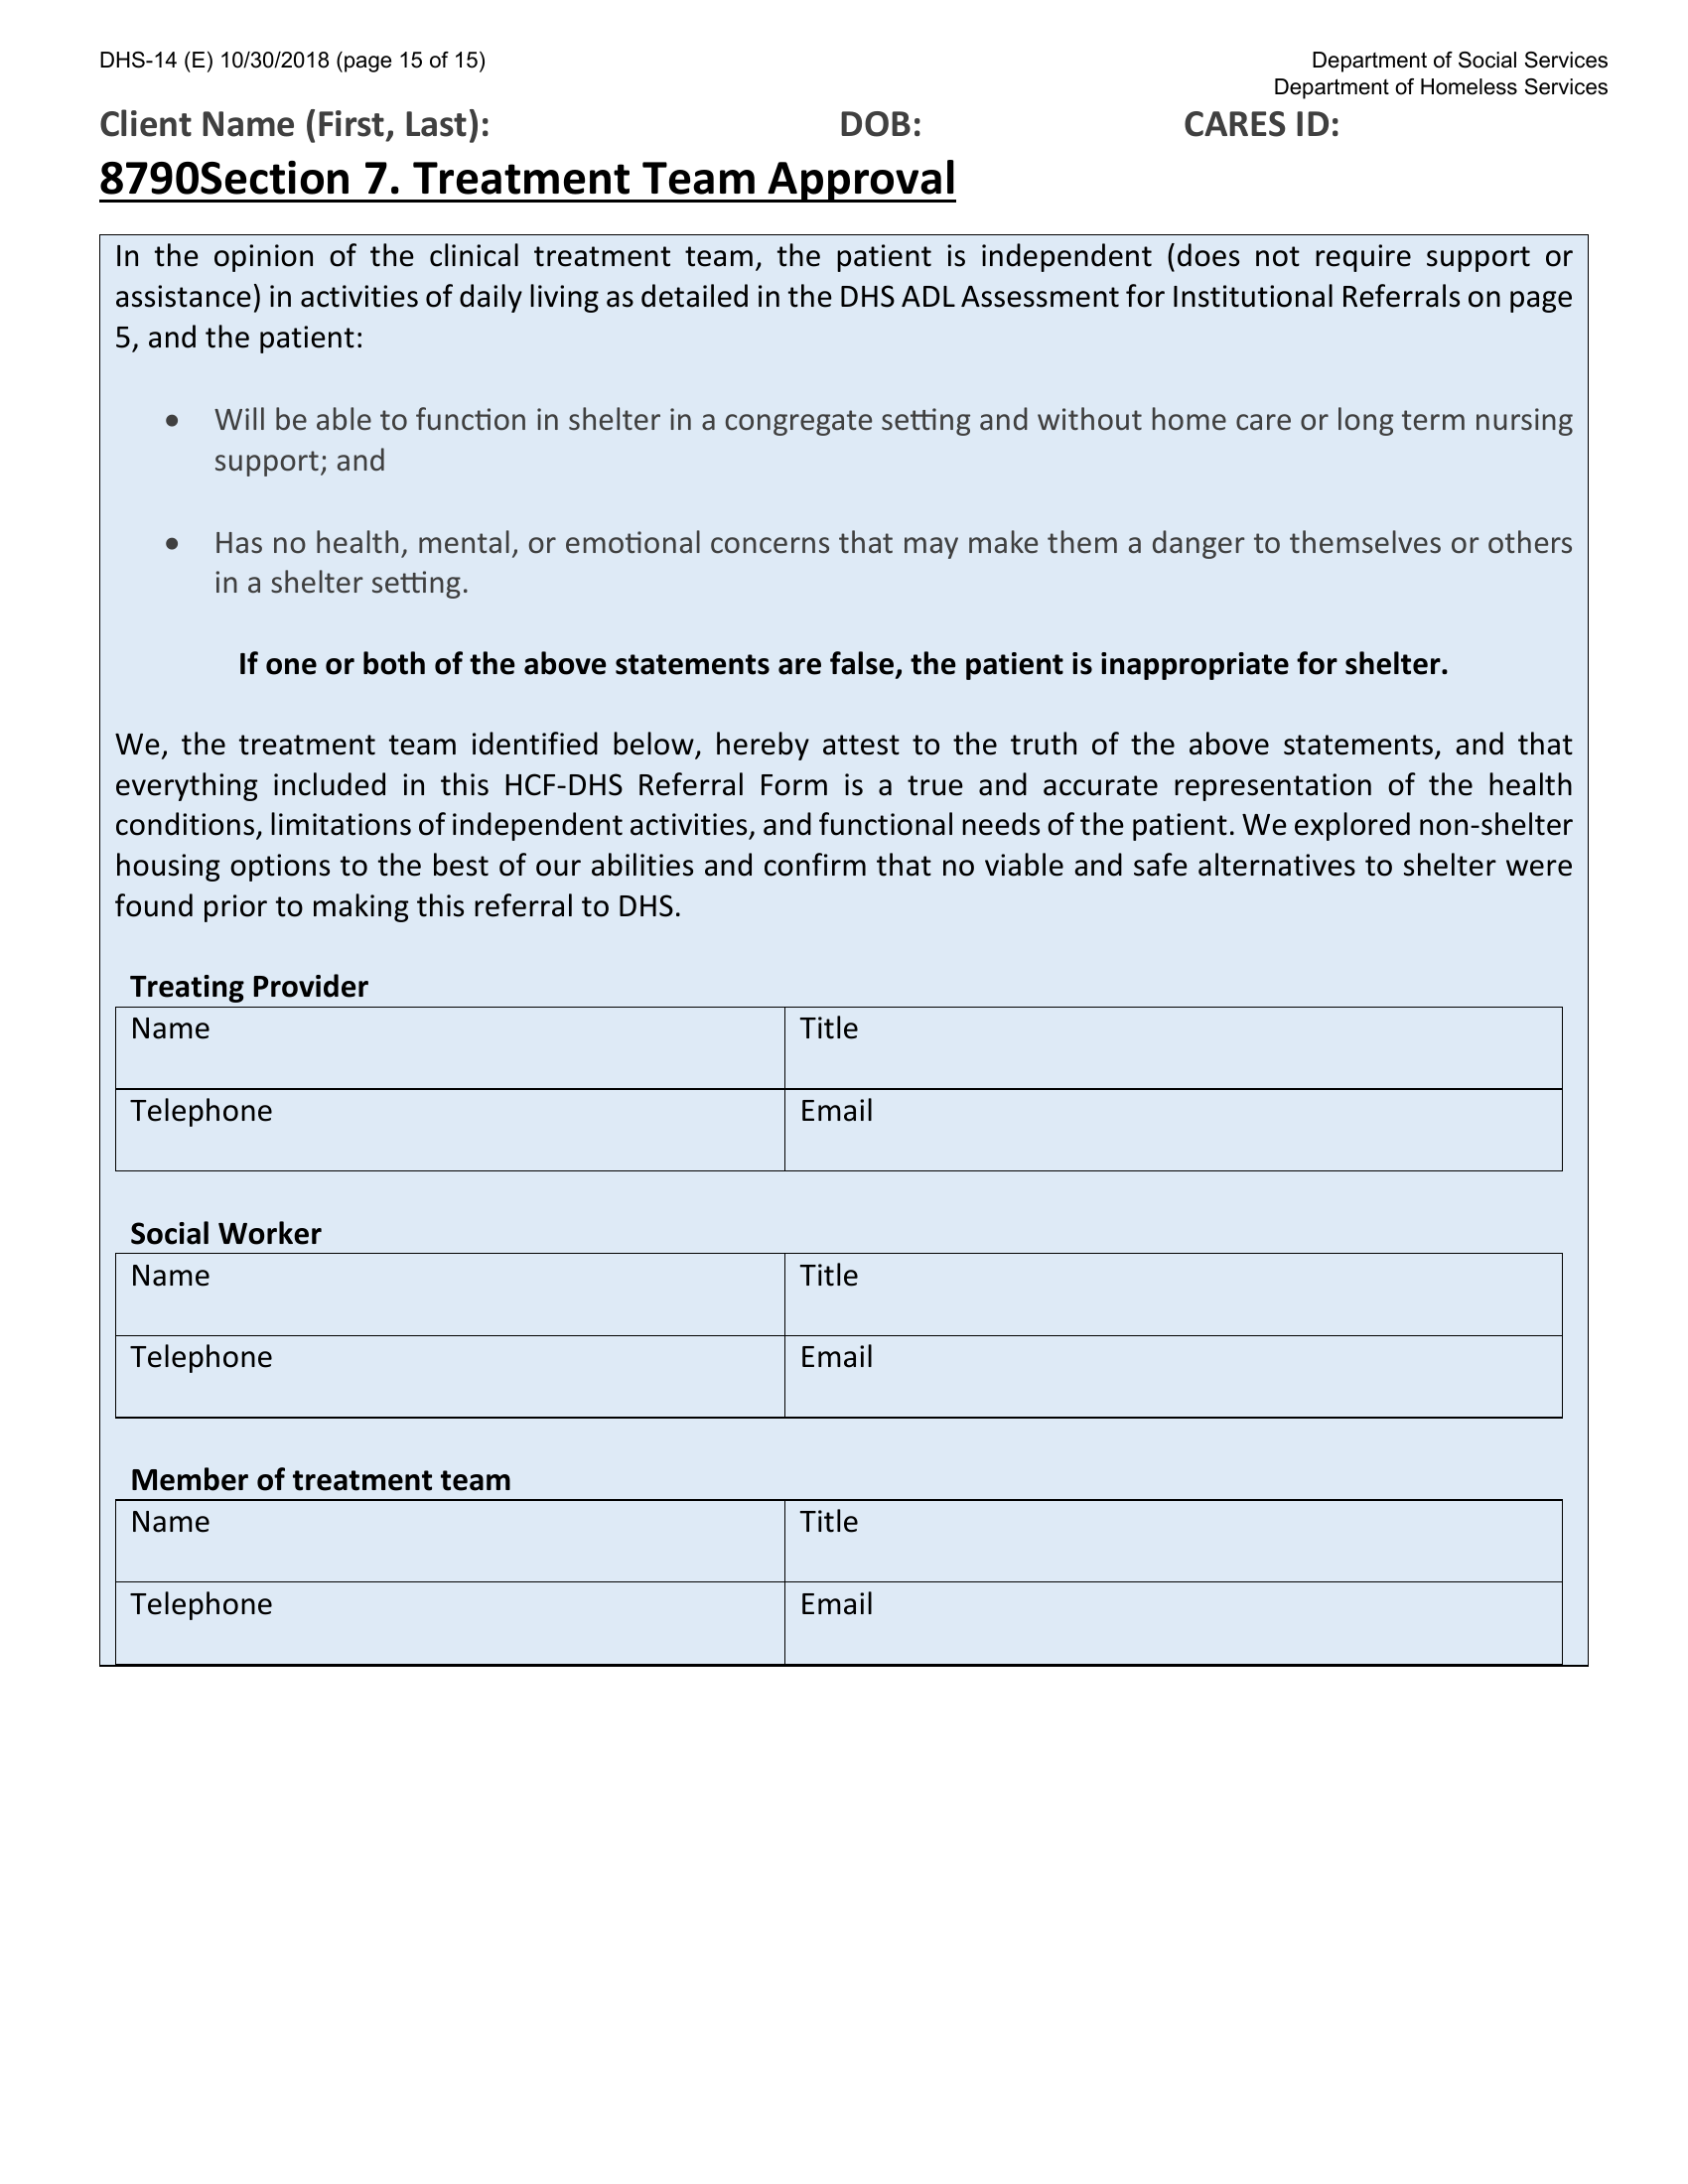 DHS-14 (E) 10/30/2018 (page 15 of 15)
Department of Social Services
Department of Homeless Services
Client Name (First, Last): DOB: CARES ID:
8790Section 7. Treatment Team Approval
In the opinion of the clinical treatment team, the patient is independent (does not require support or
assistance) in activities of daily living as detailed in the DHS ADL Assessment for Institutional Referrals on page
5, and the patient:
• Will be able to function in shelter in a congregate setting and without home care or long term nursing
support; and
• Has no health, mental, or emotional concerns that may make them a danger to themselves or others
in a shelter setting.
If one or both of the above statements are false, the patient is inappropriate for shelter.
We, the treatment team identified below, hereby attest to the truth of the above statements, and that
everything included in this HCF-DHS Referral Form is a true and accurate representation of the health
conditions, limitations of independent activities, and functional needs of the patient. We explored non-shelter
housing options to the best of our abilities and confirm that no viable and safe alternatives to shelter were
found prior to making this referral to DHS.
Treating Provider
Name Title
Telephone Email
Social Worker
Name Title
Telephone Email
Member of treatment team
Name Title
Telephone Email